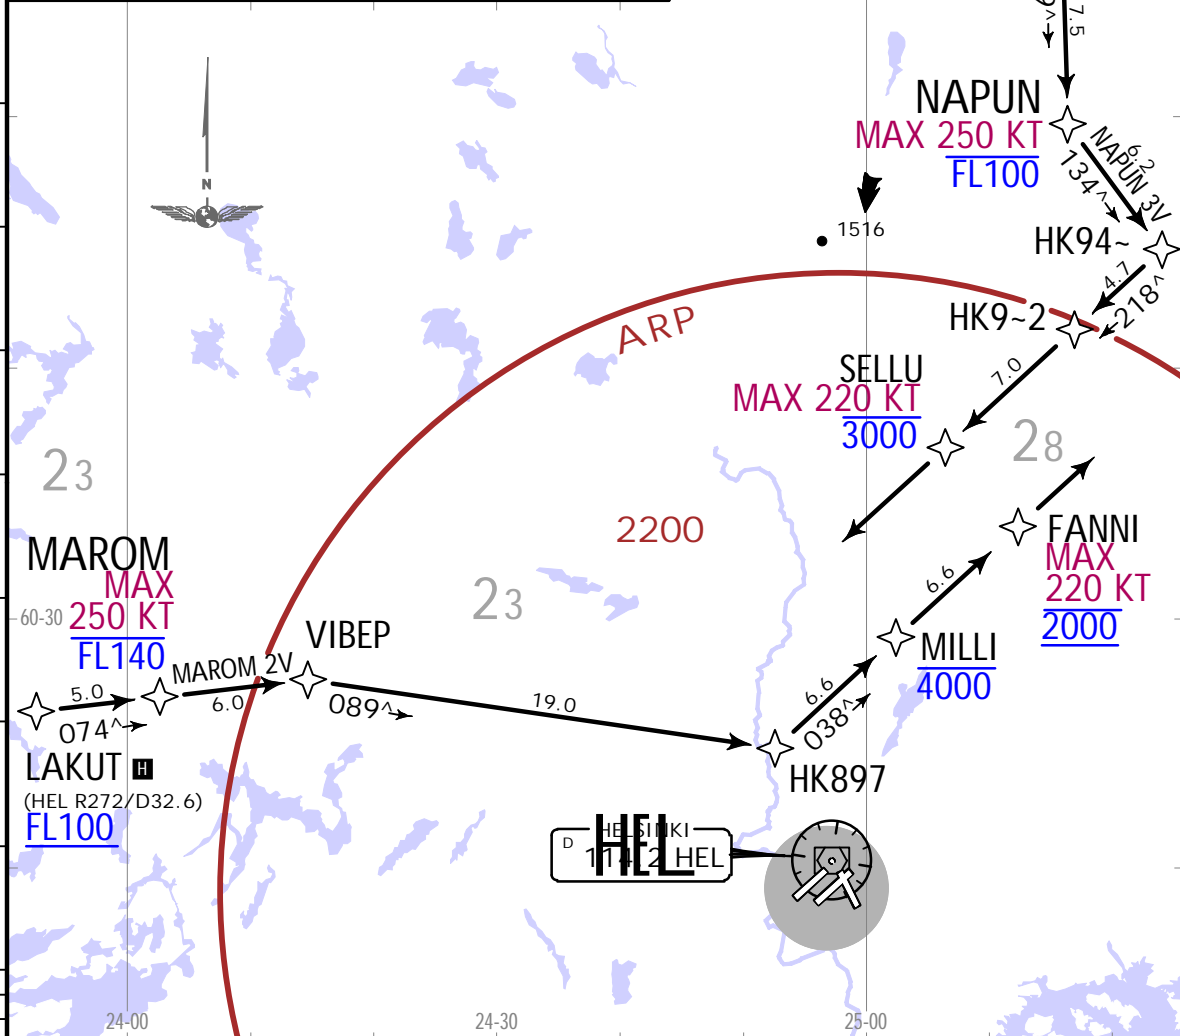 7.5
NAPUN
MAX 250 KT
FL100
6.2
NAPUN 3V
134^
N
1516
HK94~
4.7
218^
HK9~2
ARP
7.0
SELLU
MAX 220 KT
3000
28
23
2200
FANNI
MAX
220 KT
2000
MAROM
MAX
250 KT
FL140
60-30
23
6.6
VIBEP
MILLI
4000
MAROM 2V
5.0
6.0
074^
089^
19.0
6.6
038^
LAKUT H
(HEL R272/D32.6)
FL100
HK897
HELSINKI
HEL
D 114.2 HEL
24-00
24-30
25-00